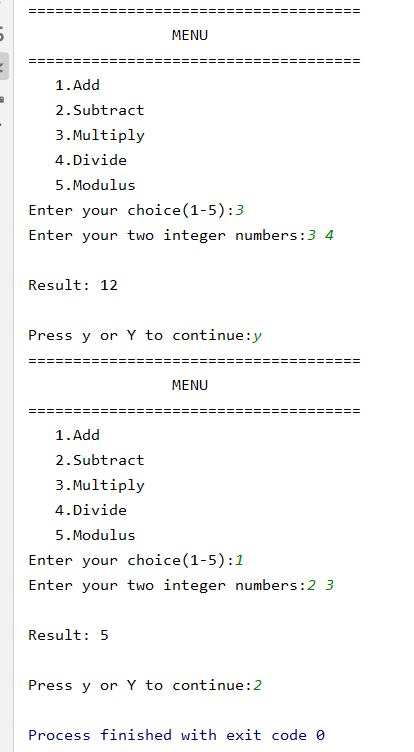 =====================================
MENU
=====================================
1.Add
2.Subtract
3.Multiply
4.Divide
5.Modulus
Enter your choice(1-5):3
Enter your two integer numbers:3 4
Result: 12
Press y or Y to continue:y
=====================================
MENU
=====================================
1.Add
2.Subtract
3.Multiply
4.Divide
5.Modulus
Enter your choice(1-5):1
Enter your two integer numbers:2 3
Result: 5
Press y or Y to continue:2
Process finished with exit code 0